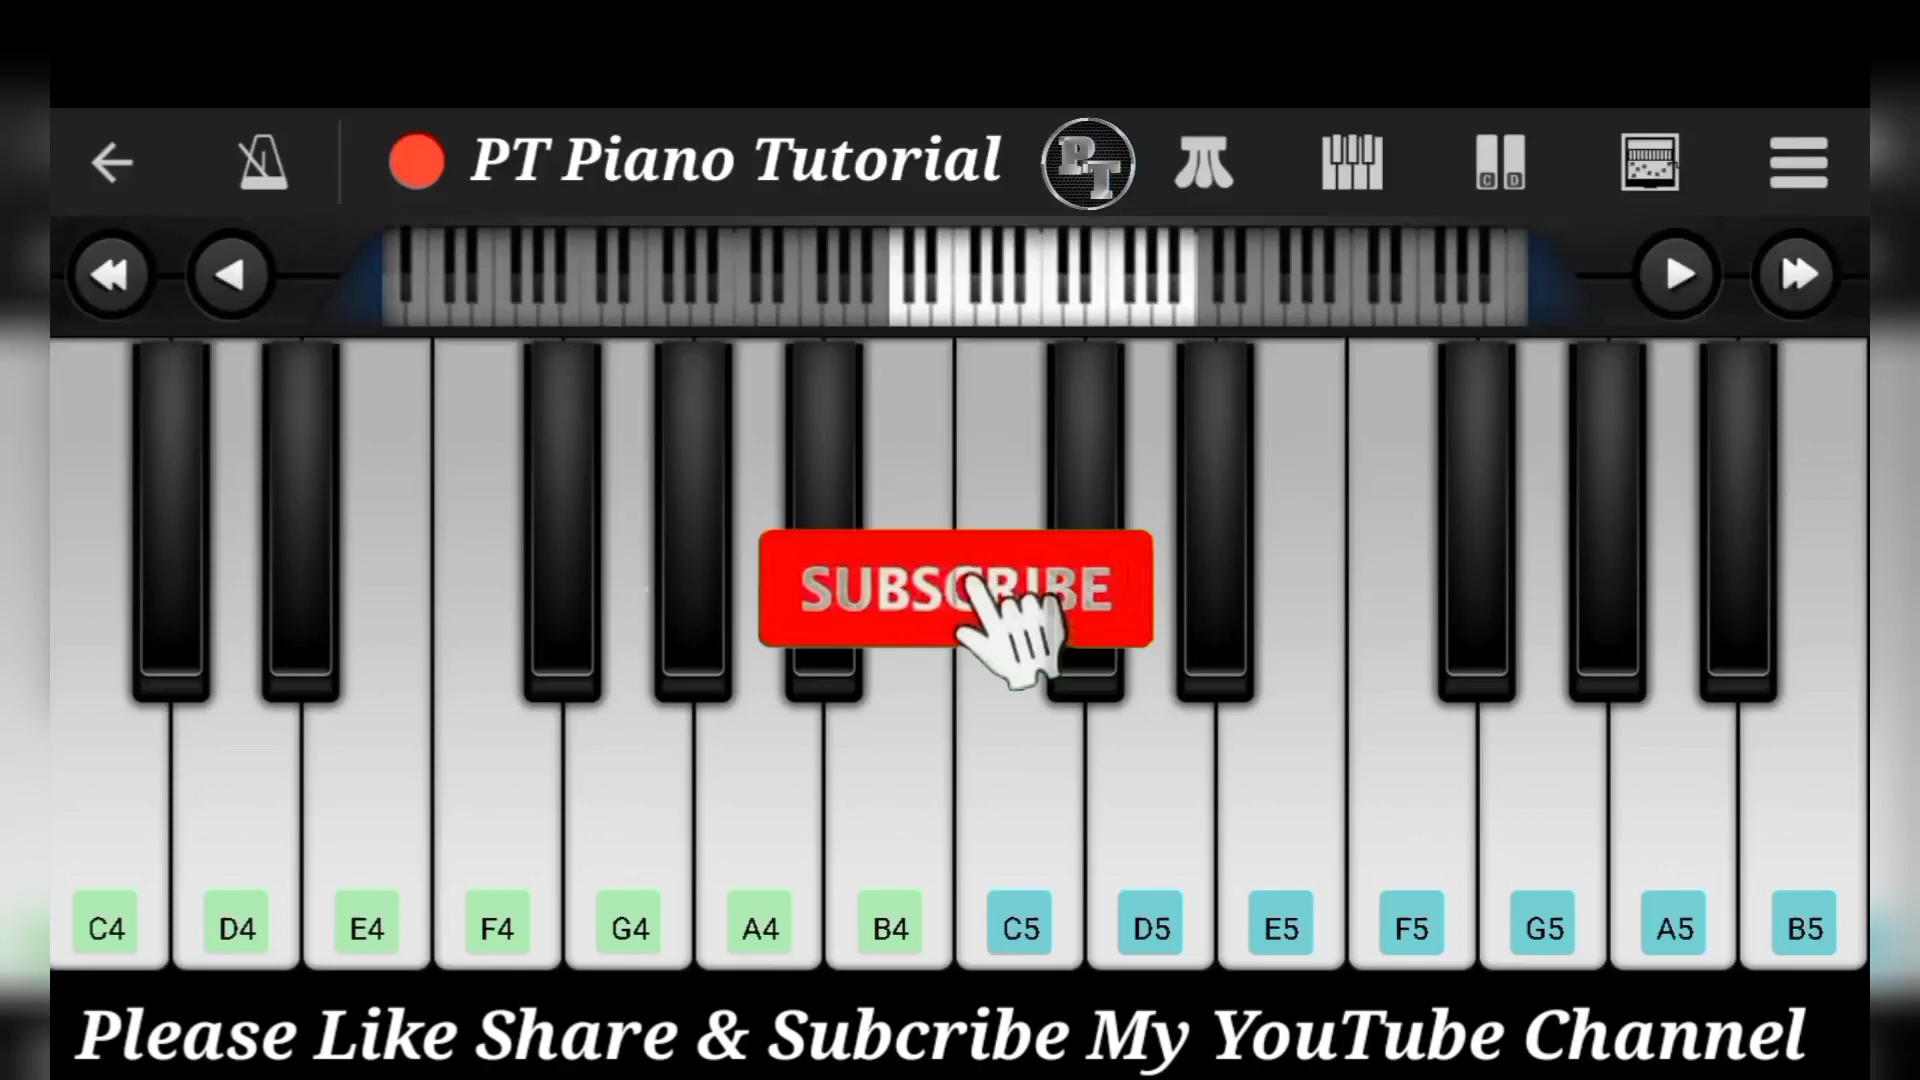 PT Piano Tutorial PT
C D
SUBSCRIBE
C4 D4 E4 F4 G4 A4 B4 C5 D5 E5 F5 G5 A5 B5
Please Like Share & Subcribe My YouTube Channel